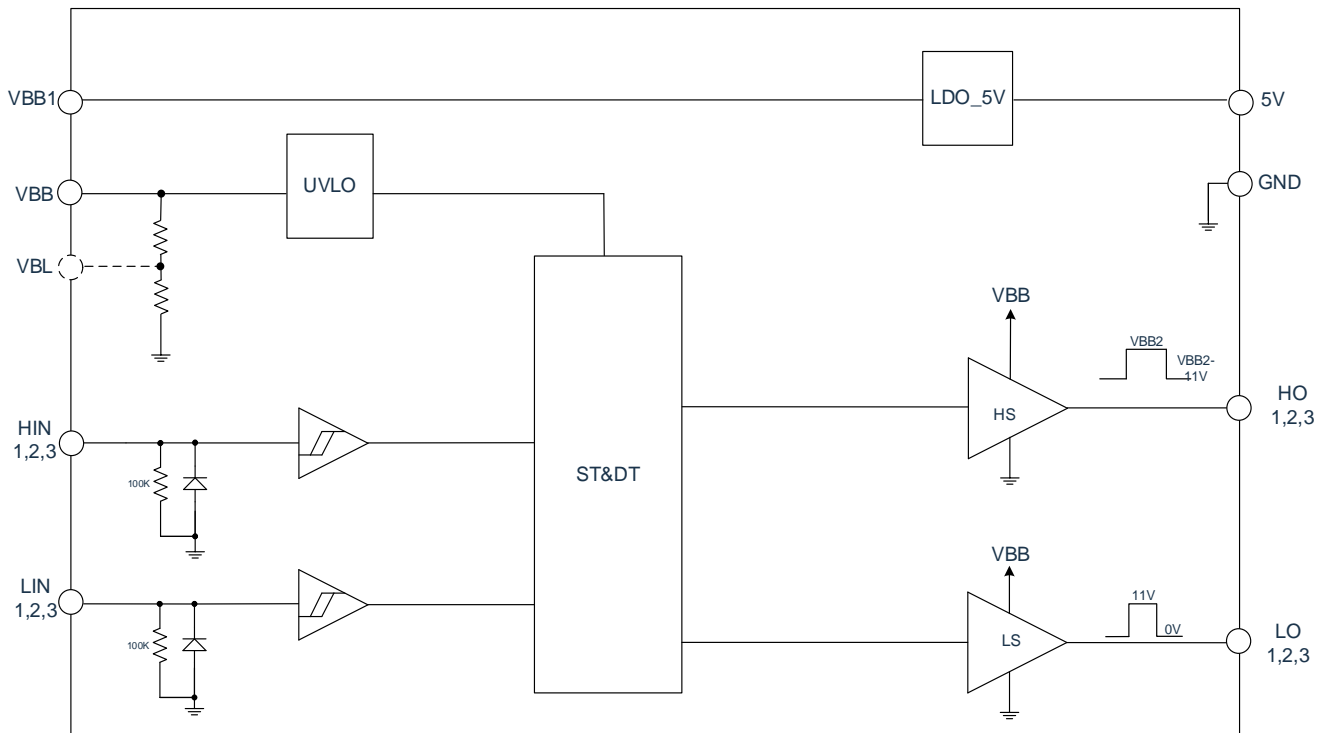 VBB1
LDO_5V
5V
VBB
UVLO
GND
VBL
VBB
VBB2
VBB2-
11V
HIN
1,2,3
HS
HO
1,2,3
100K
ST&DT
VBB
LIN
1,2,3
11V
0V
LS
LO
1,2,3
100K